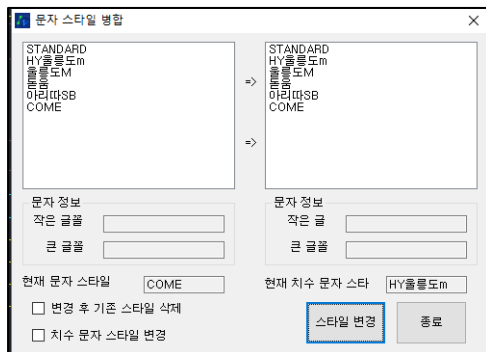 문자 스타일 병합
STANDARD
HY울릉도m
울릉도M
돋움
아리따SB
COME
=>
=>
STANDARD
HY울릉도m
울릉도M
돋움
아리따SB
COME
문자 정보
작은 글꼴
큰 글꼴
문자 정보
작은 글
큰 글꼴
현재 문자 스타일 COME
현재 치수 문자 스타 HY울릉도m
변경 후 기존 스타일 삭제
치수 문자 스타일 변경
스타일 변경
종료